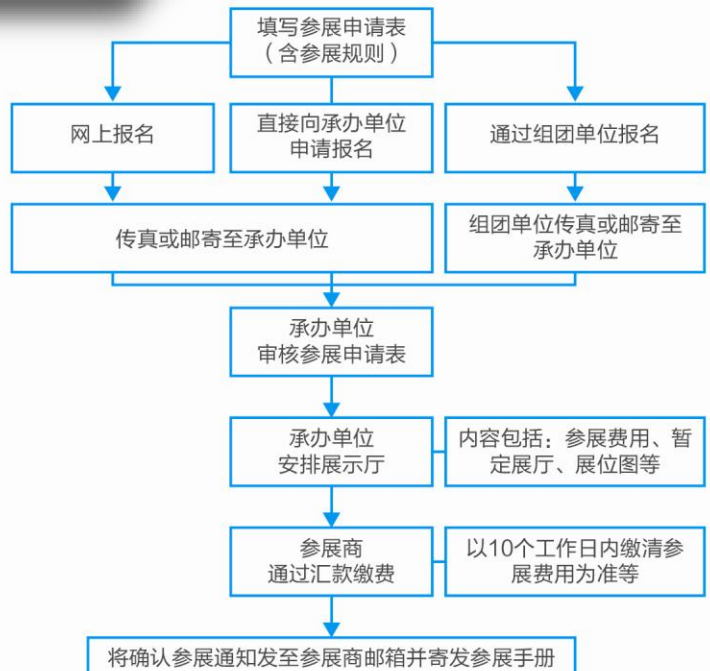 填写参展申请表
（含参展规则）
网上报名
直接向承办单位
申请报名
通过组团单位报名
传真或邮寄至承办单位
组团单位传真或邮寄至
承办单位
承办单位
审核参展申请表
承办单位
安排展示厅
内容包括：参展费用、暂
定展厅、展位图等
参展商
通过汇款缴费
以10个工作日内缴清参
展费用为准等
将确认参展通知发至参展商邮箱并寄发参展手册